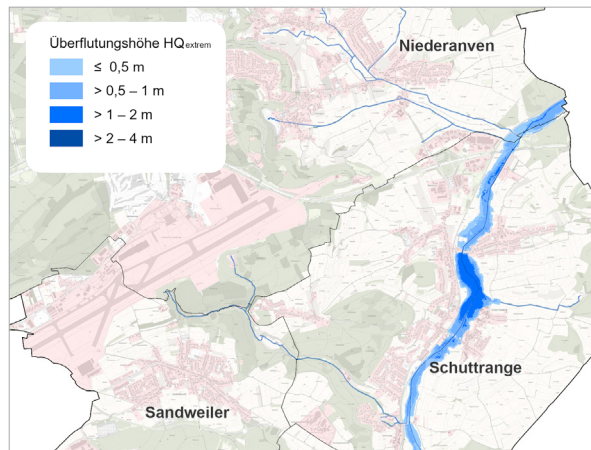 Überflutungshöhe HQextrem
≤ 0,5 m
> 0,5 – 1 m
> 1 – 2 m
> 2 – 4 m
Niederanven
Schuttrange
Sandweiler